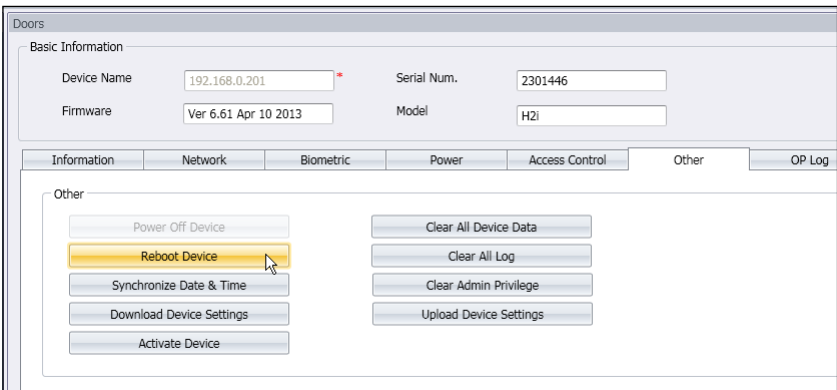 Doors
Basic Information
Device Name 192.168.0.201 * Serial Num. 2301446
Firmware Ver 6.61 Apr 10 2013 Model H2i
Information Network Biometric Power Access Control Other OP Log
Other
Power Off Device Clear All Device Data
Reboot Device Clear All Log
Synchronize Date & Time Clear Admin Privilege
Download Device Settings Upload Device Settings
Activate Device